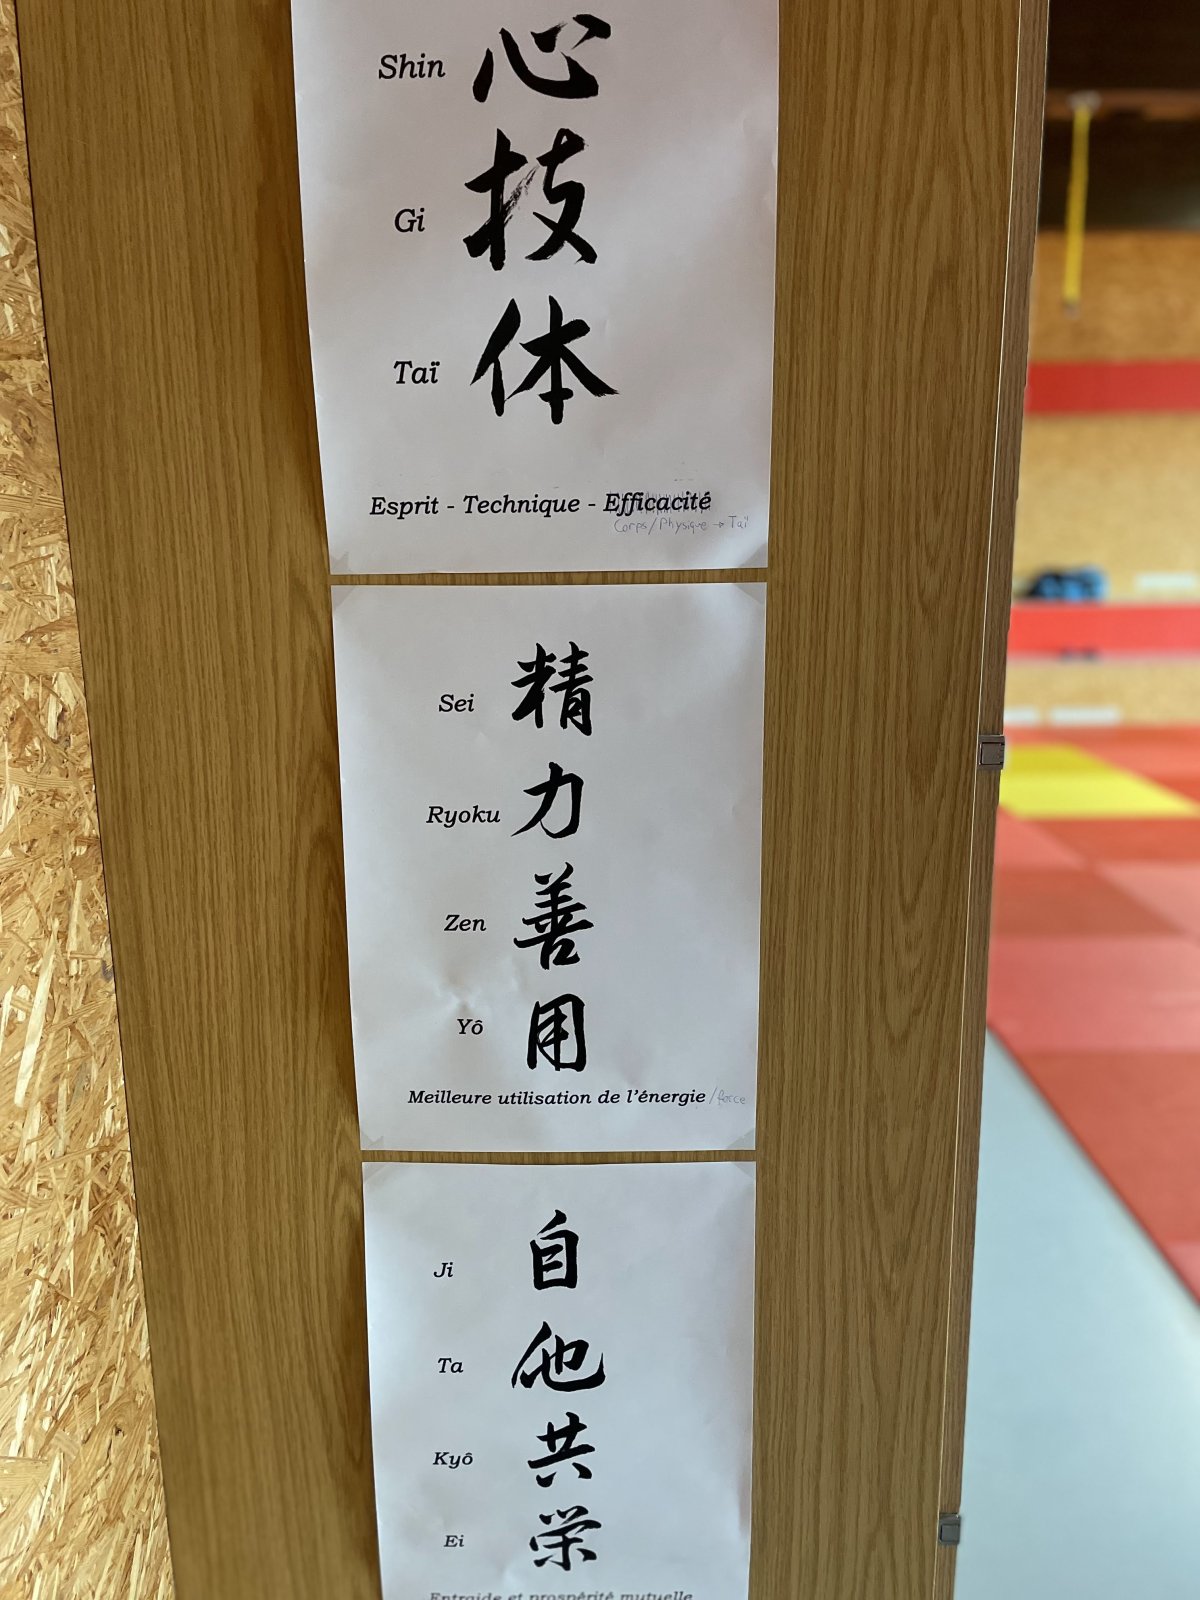 Shin 心
Gi 技
Taï 体
Esprit - Technique - Efficacité
Corps/Physique → Taï
Sei 精
Ryoku 力
Zen 善
Yô 用
Meilleure utilisation de l'énergie /force
Ji 自
Ta 他
Kyô 共
Ei 栄
Entraide et prospérité mutuelle